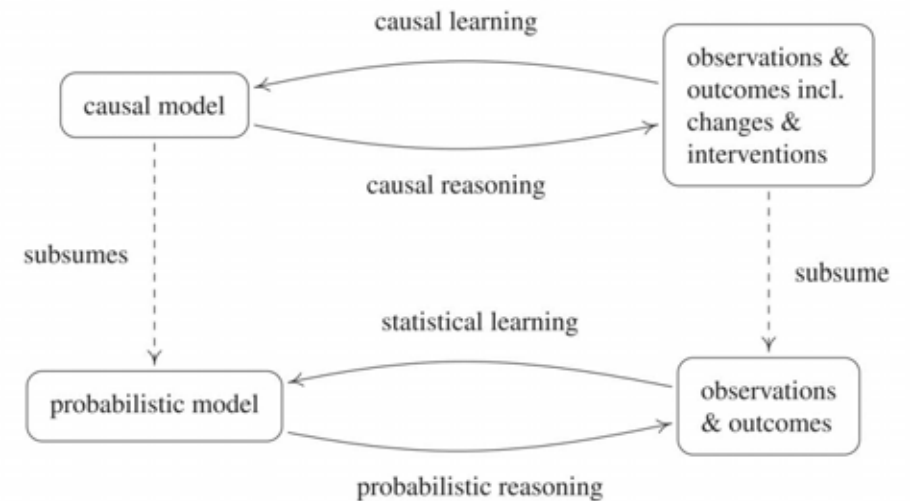 causal learning
observations &
outcomes incl.
changes &
interventions
causal model
causal reasoning
subsumes
subsume
statistical learning
probabilistic model
observations
& outcomes
probabilistic reasoning